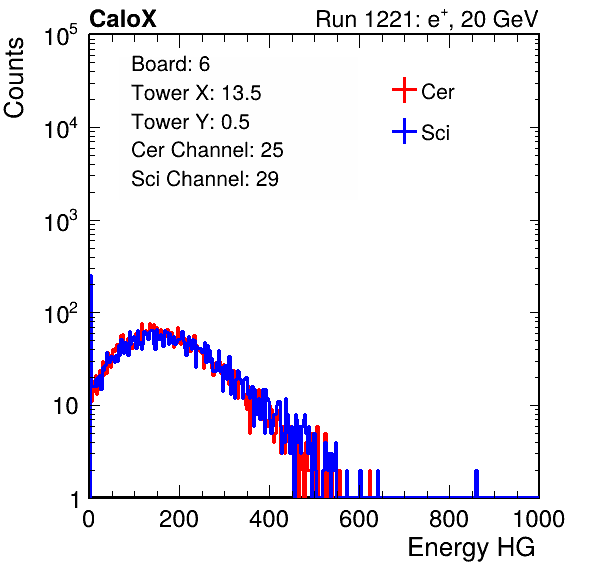 CaloX Run 1221: e⁺, 20 GeV
Counts
10⁵
10⁴
10³
10²
10
1
Board: 6
Tower X: 13.5
Tower Y: 0.5
Cer Channel: 25
Sci Channel: 29
Cer
Sci
0 200 400 600 800 1000
Energy HG